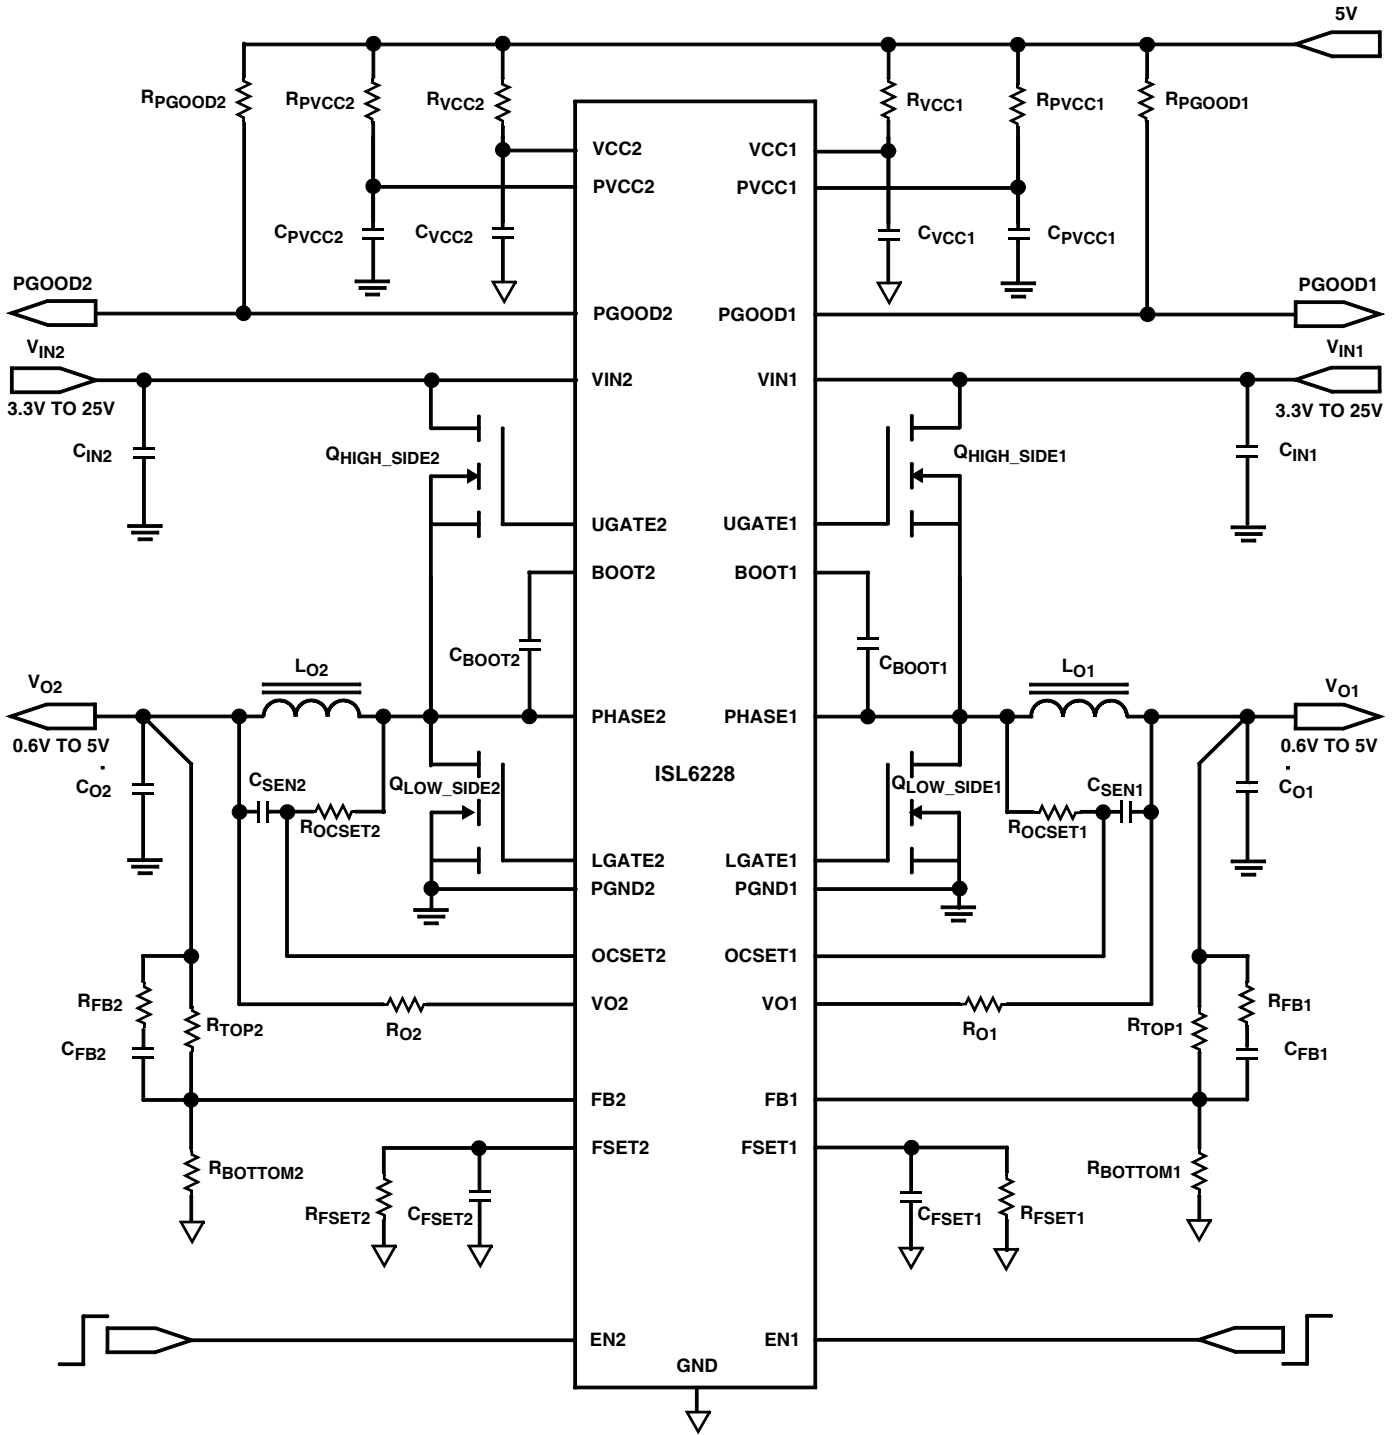 5V
RPGOOD2
RPVCC2
RVCC2
RVCC1
RPVCC1
RPGOOD1
VCC2
VCC1
PVCC2
PVCC1
CPVCC2
CVCC2
CVCC1
CPVCC1
PGOOD2
PGOOD1
PGOOD2
PGOOD1
VIN2
VIN1
VIN2
VIN1
3.3V TO 25V
3.3V TO 25V
CIN2
QHIGH_SIDE2
QHIGH_SIDE1
CIN1
UGATE2
UGATE1
BOOT2
BOOT1
CBOOT2
CBOOT1
LO2
LO1
VO2
VO1
PHASE2
PHASE1
0.6V TO 5V
0.6V TO 5V
ISL6228
CO2
CSEN2
QLOW_SIDE2
QLOW_SIDE1
CSEN1
CO1
ROCSET2
ROCSET1
LGATE2
LGATE1
PGND2
PGND1
OCSET2
OCSET1
RFB2
RFB1
VO2
VO1
RTOP2
RO2
RO1
RTOP1
CFB2
CFB1
FB2
FB1
FSET2
FSET1
RBOTTOM2
RBOTTOM1
RFSET2
CFSET2
CFSET1
RFSET1
EN2
EN1
GND